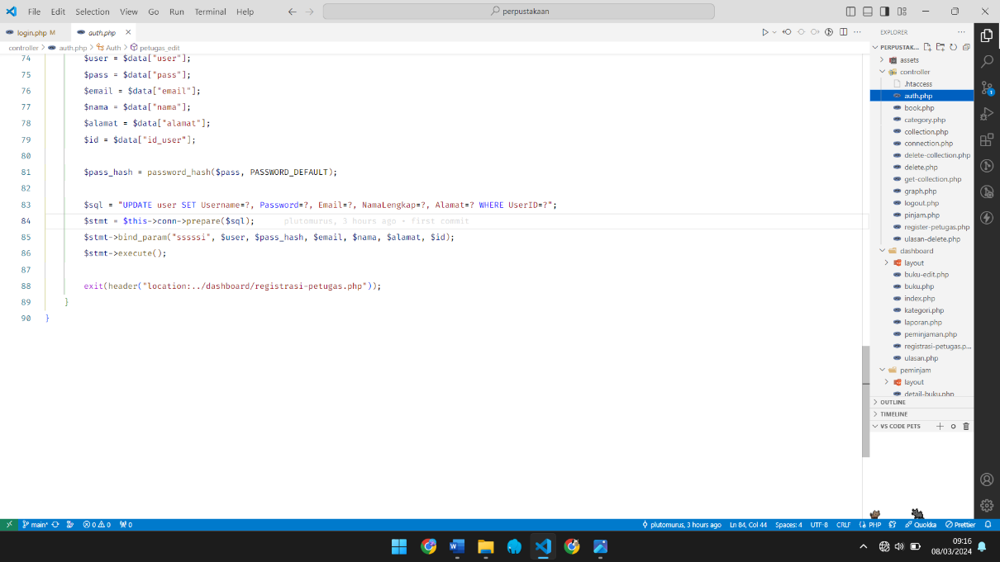 File Edit Selection View Go Run Terminal Help
perpustakaan
login.php M
auth.php
controller > auth.php > Auth > petugas_edit
74 $user = $data["user"];
75 $pass = $data["pass"];
76 $email = $data["email"];
77 $nama = $data["nama"];
78 $alamat = $data["alamat"];
79 $id = $data["id_user"];
80
81 $pass_hash = password_hash($pass, PASSWORD_DEFAULT);
82
83 $sql = "UPDATE user SET Username=?, Password=?, Email=?, NamaLengkap=?, Alamat=? WHERE UserID=?";
84 $stmt = $this->conn->prepare($sql); plutomurus, 3 hours ago • first commit
85 $stmt->bind_param("sssssi", $user, $pass_hash, $email, $nama, $alamat, $id);
86 $stmt->execute();
87
88 exit(header("location:../dashboard/registrasi-petugas.php"));
89 }
90 }
EXPLORER
PERPUSTAK...
assets
controller
.htaccess
auth.php
book.php
category.php
collection.php
connection.php
delete-collection.php
delete.php
get-collection.php
graph.php
logout.php
pinjam.php
register-petugas.php
ulasan-delete.php
dashboard
layout
buku-edit.php
buku.php
index.php
kategori.php
laporan.php
peminjaman.php
registrasi-petugas.p...
ulasan.php
peminjam
layout
detail-buku.php
OUTLINE
TIMELINE
VS CODE PETS
1
main* 0 0 0
plutomurus, 3 hours ago Ln 84, Col 44 Spaces: 4 UTF-8 CRLF PHP Quokka Prettier
09:16
08/03/2024